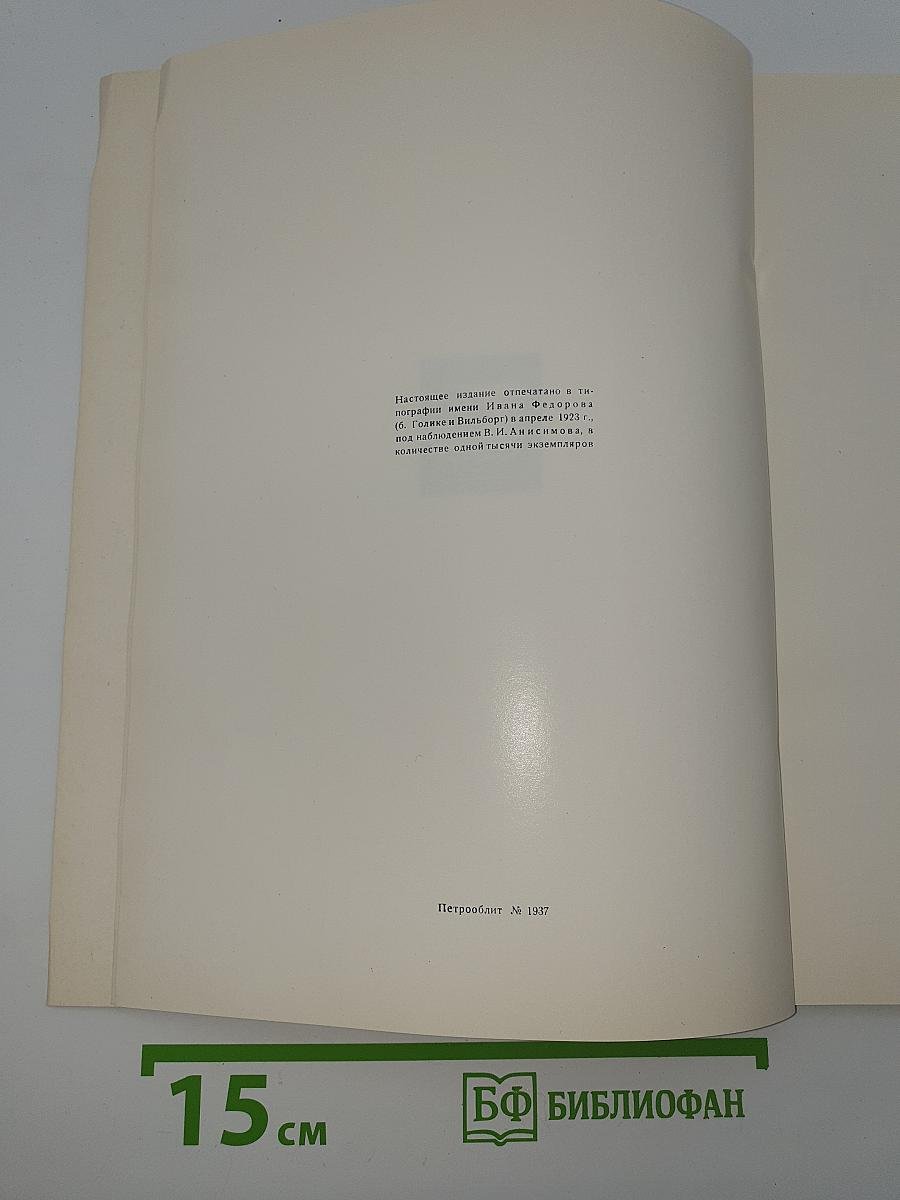 Настоящее издание отпечатано в ти-
пографии имени Ивана Федорова
(б. Голике и Вильборг) в апреле 1923 г.,
под наблюдением В. И. Анисимова, в
количестве одной тысячи экземпляров
Петрооблит № 1937
15 см
БФ БИБЛИОФАН